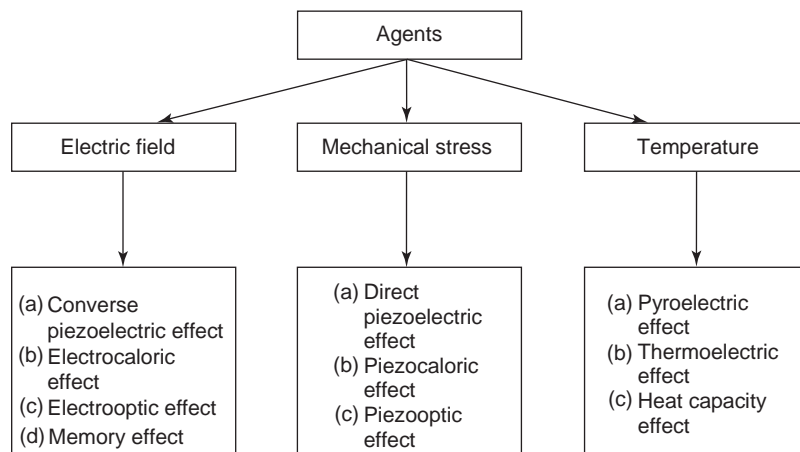 Agents
Electric field
Mechanical stress
Temperature
(a) Converse
piezoelectric effect
(b) Electrocaloric
effect
(c) Electrooptic effect
(d) Memory effect
(a) Direct
piezoelectric
effect
(b) Piezocaloric
effect
(c) Piezooptic
effect
(a) Pyroelectric
effect
(b) Thermoelectric
effect
(c) Heat capacity
effect